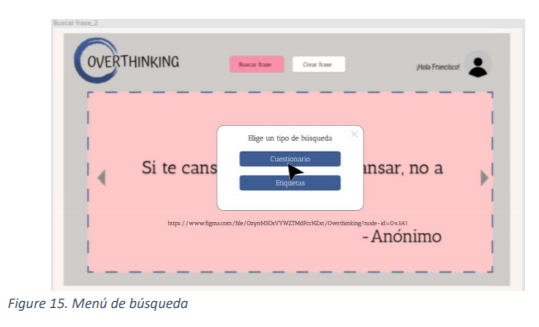 Buscar frase_2
OVERTHINKING
Buscar frase
Crear frase
¡Hola Francisco!
Elige un tipo de búsqueda
Cuestionario
Etiquetas
Si te cans
ansar, no a
-Anónimo
Figure 15. Menú de búsqueda